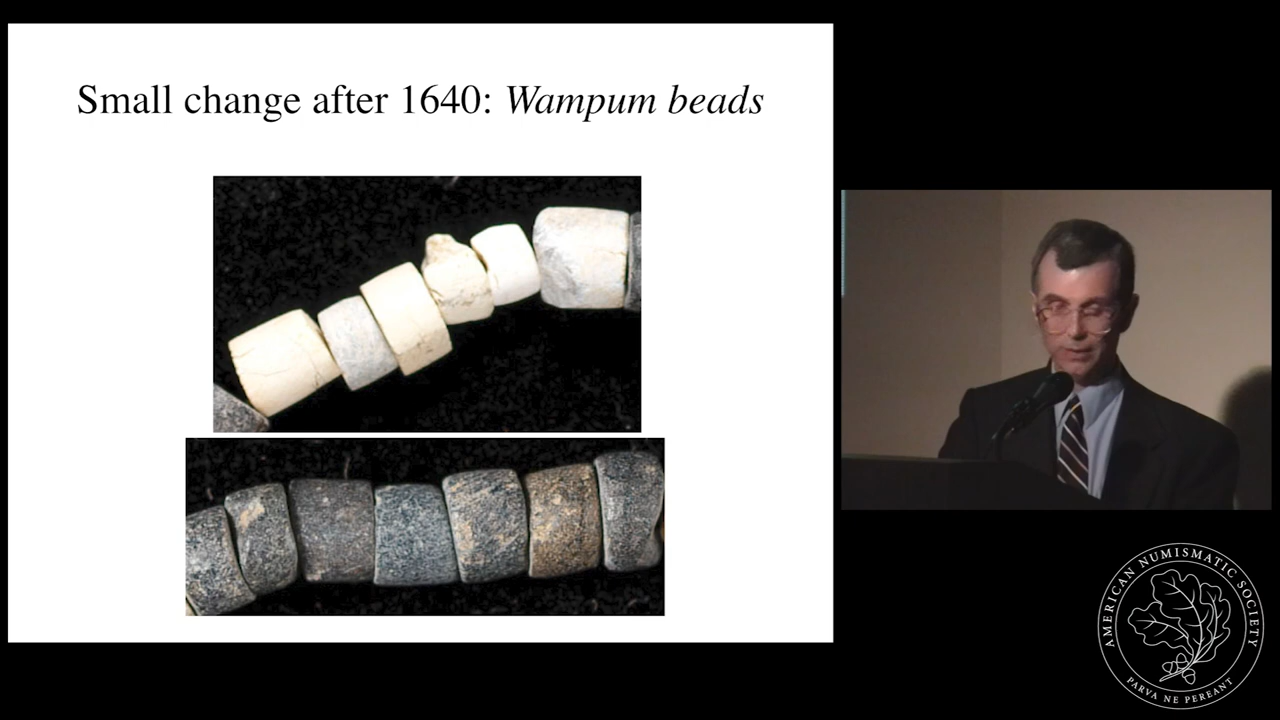 Small change after 1640: Wampum beads
AMERICAN NUMISMATIC SOCIETY
PARVA NE PEREANT